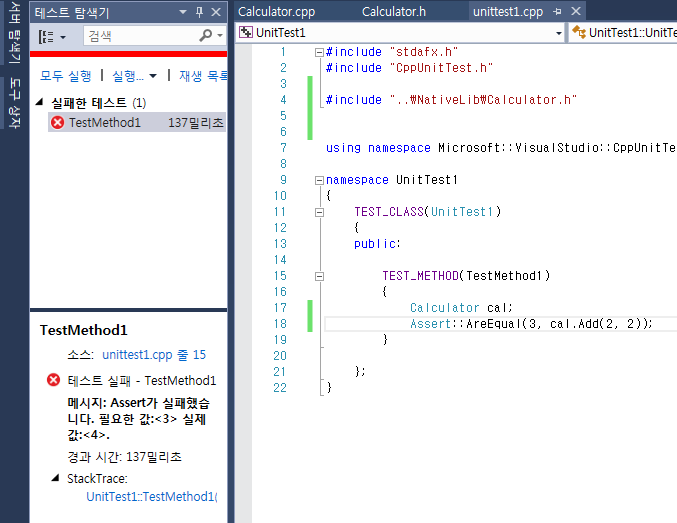 서버 탐색기
도구 상자
테스트 탐색기
검색
모두 실행 | 실행... | 재생 목록
실패한 테스트 (1)
TestMethod1 137밀리초
TestMethod1
소스: unittest1.cpp 줄 15
테스트 실패 - TestMethod1
메시지: Assert가 실패했습
니다. 필요한 값:<3> 실제
값:<4>.
경과 시간: 137밀리초
StackTrace:
UnitTest1::TestMethod1(
Calculator.cpp Calculator.h unittest1.cpp
UnitTest1 UnitTest1::UnitTe
1 #include "stdafx.h"
2 #include "CppUnitTest.h"
3
4 #include "..₩NativeLib₩Calculator.h"
5
6
7 using namespace Microsoft::VisualStudio::CppUnitTe
8
9 namespace UnitTest1
10 {
11 TEST_CLASS(UnitTest1)
12 {
13 public:
14
15 TEST_METHOD(TestMethod1)
16 {
17 Calculator cal;
18 Assert::AreEqual(3, cal.Add(2, 2));
19 }
20
21 };
22 }